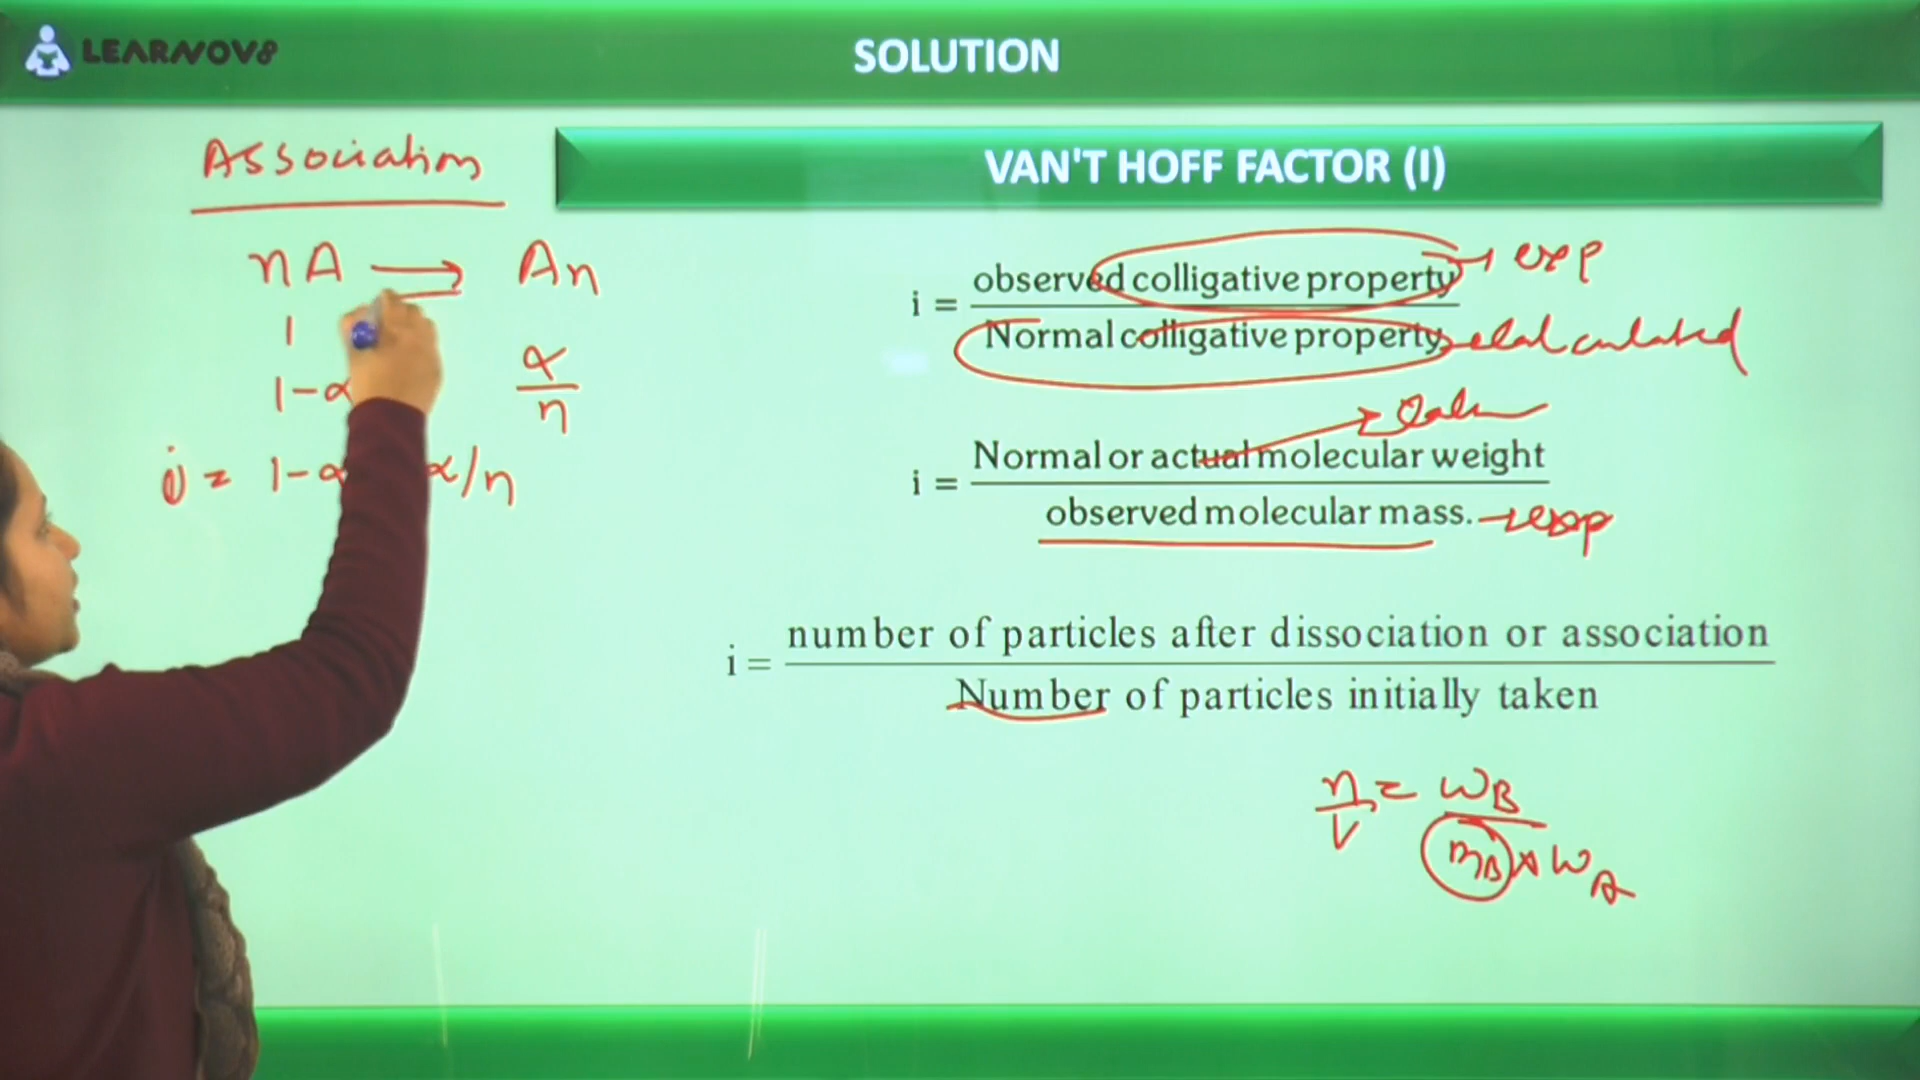 LEARNOV8
SOLUTION
VAN'T HOFF FACTOR (I)
Association
nA ⇌ An
1
1-α α/n
i = 1-α α/n
i = observed colligative property / Normal colligative property
exp
i = Normal or actual molecular weight / observed molecular mass.
exp
i = number of particles after dissociation or association / Number of particles initially taken
n/V = WB / MB × WA